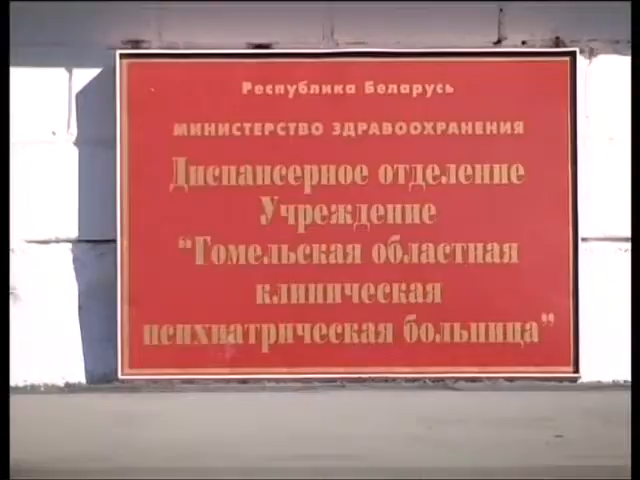 Республика Беларусь
МИНИСТЕРСТВО ЗДРАВООХРАНЕНИЯ
Диспансерное отделение
Учреждение
“Гомельская областная
клиническая
психиатрическая больница”